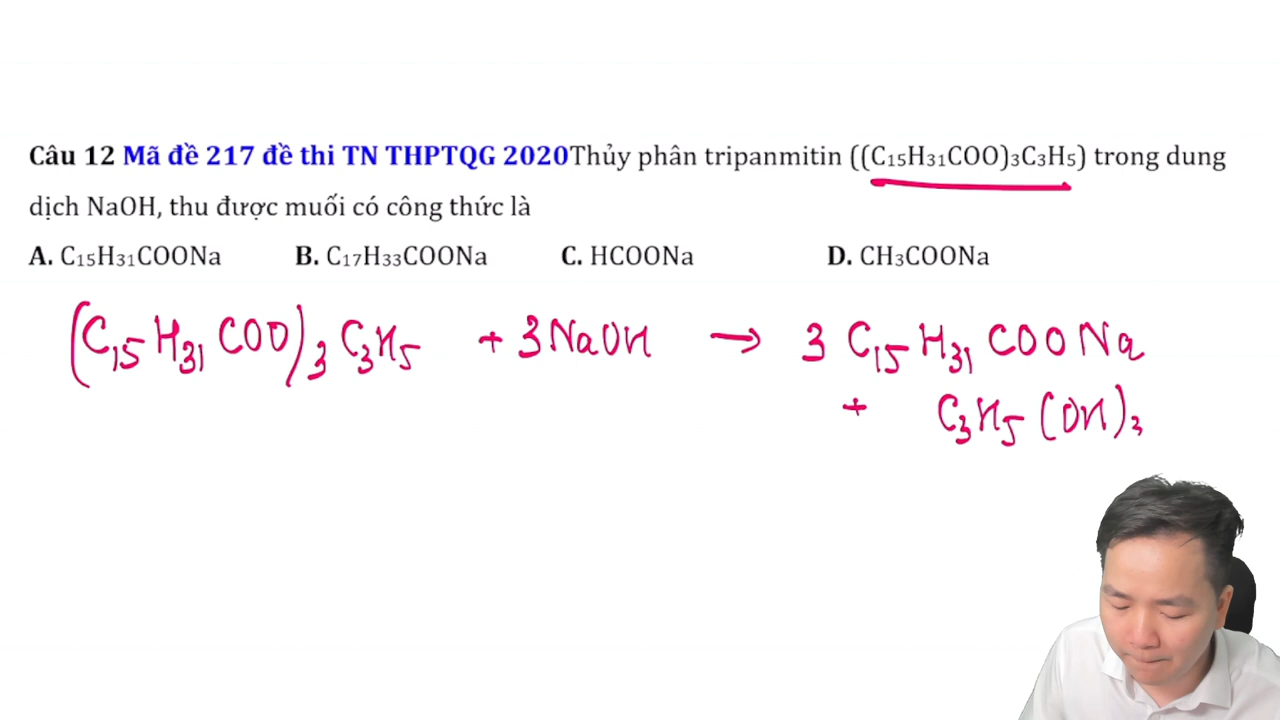 Câu 12 Mã đề 217 đề thi TN THPTQG 2020Thủy phân tripanmitin ((C₁₅H₃₁COO)₃C₃H₅) trong dung
dịch NaOH, thu được muối có công thức là
A. C₁₅H₃₁COONa B. C₁₇H₃₃COONa C. HCOONa D. CH₃COONa
(C₁₅H₃₁COO)₃C₃H₅ + 3NaOH → 3 C₁₅H₃₁COONa
+ C₃H₅(OH)₃